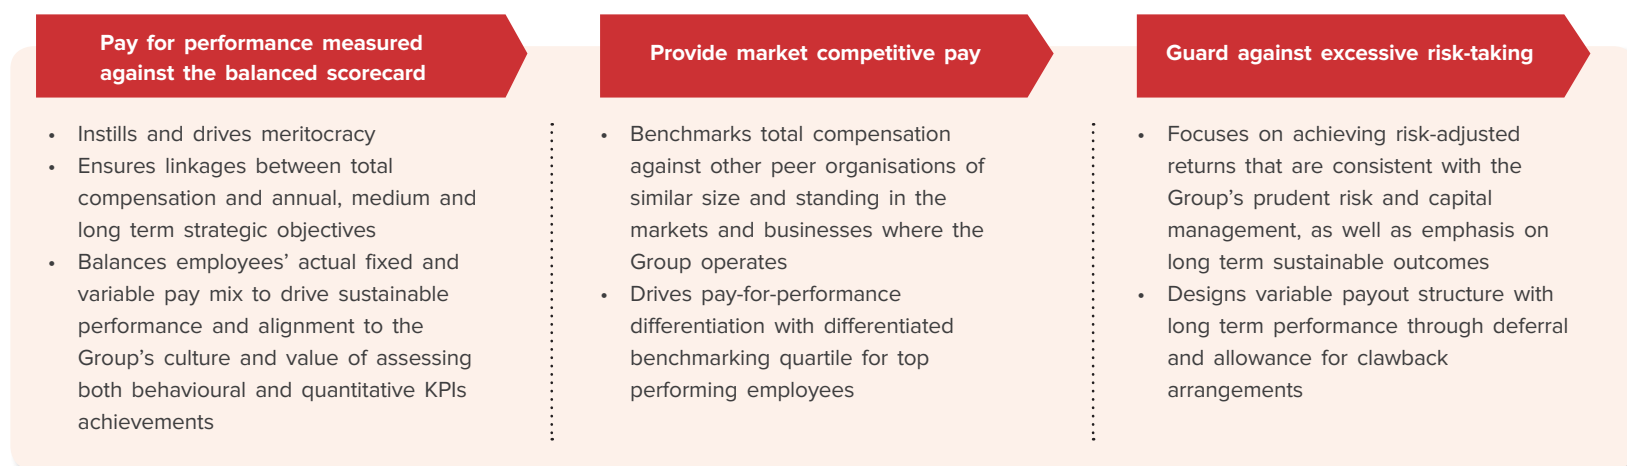 Pay for performance measured
against the balanced scorecard
• Instills and drives meritocracy
• Ensures linkages between total
compensation and annual, medium and
long term strategic objectives
• Balances employees’ actual fixed and
variable pay mix to drive sustainable
performance and alignment to the
Group’s culture and value of assessing
both behavioural and quantitative KPIs
achievements
Provide market competitive pay
• Benchmarks total compensation
against other peer organisations of
similar size and standing in the
markets and businesses where the
Group operates
• Drives pay-for-performance
differentiation with differentiated
benchmarking quartile for top
performing employees
Guard against excessive risk-taking
• Focuses on achieving risk-adjusted
returns that are consistent with the
Group’s prudent risk and capital
management, as well as emphasis on
long term sustainable outcomes
• Designs variable payout structure with
long term performance through deferral
and allowance for clawback
arrangements